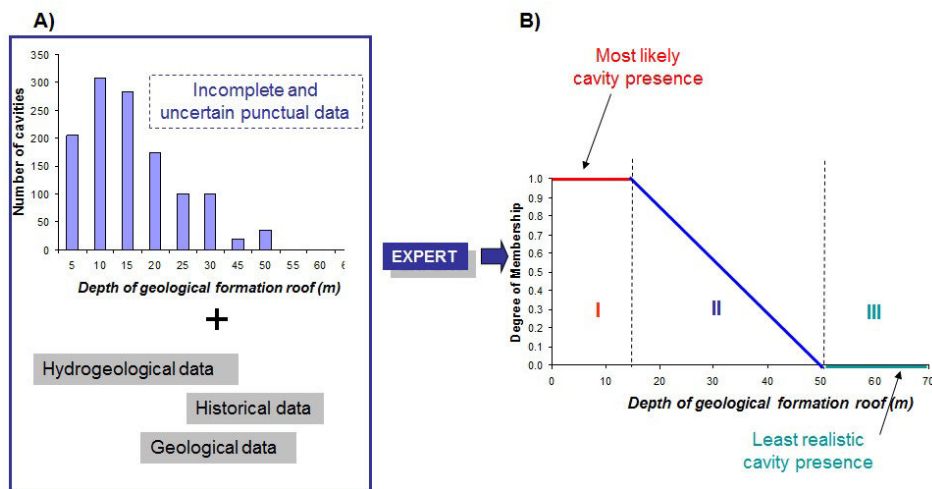 A)
350
300
250
200
150
100
50
0
Number of cavities
Incomplete and
uncertain punctual data
5 10 15 20 25 30 45 50 55 60 6
Depth of geological formation roof (m)
+
Hydrogeological data
Historical data
Geological data
EXPERT
B)
Most likely
cavity presence
1.0
0.9
0.8
0.7
0.6
0.5
0.4
0.3
0.2
0.1
0.0
Degree of Membership
I II III
0 10 20 30 40 50 60 70
Depth of geological formation roof (m)
Least realistic
cavity presence